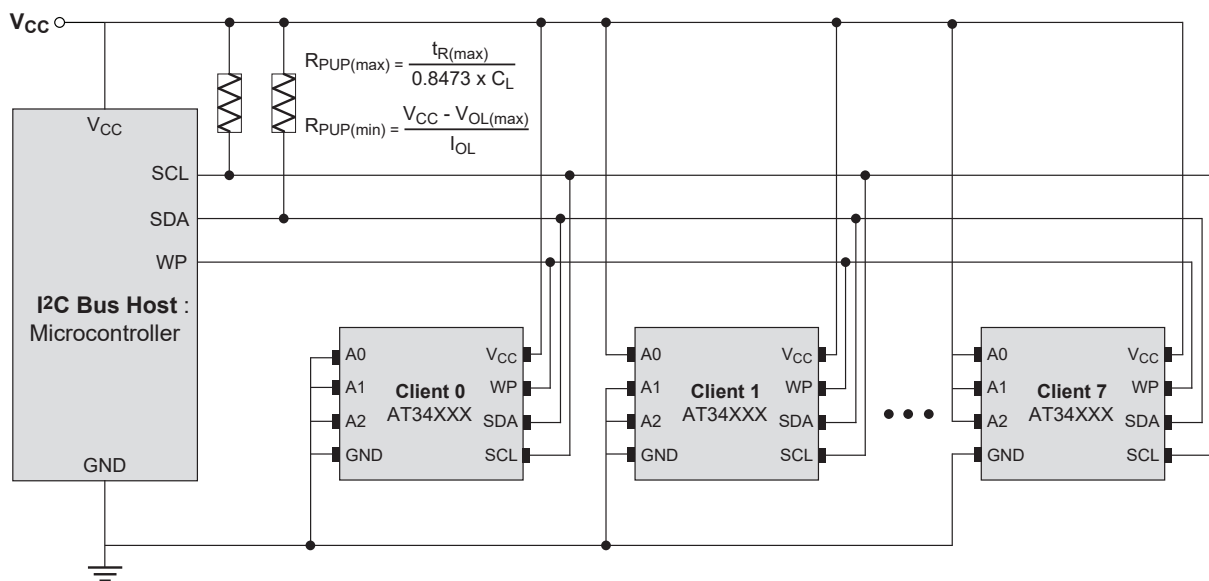 VCC
RPUP(max) = tR(max)
0.8473 x CL
RPUP(min) = VCC - VOL(max)
IOL
VCC
SCL
SDA
WP
I2C Bus Host :
Microcontroller
GND
A0
A1
A2
GND
Client 0
AT34XXX
VCC
WP
SDA
SCL
A0
A1
A2
GND
Client 1
AT34XXX
VCC
WP
SDA
SCL
A0
A1
A2
GND
Client 7
AT34XXX
VCC
WP
SDA
SCL